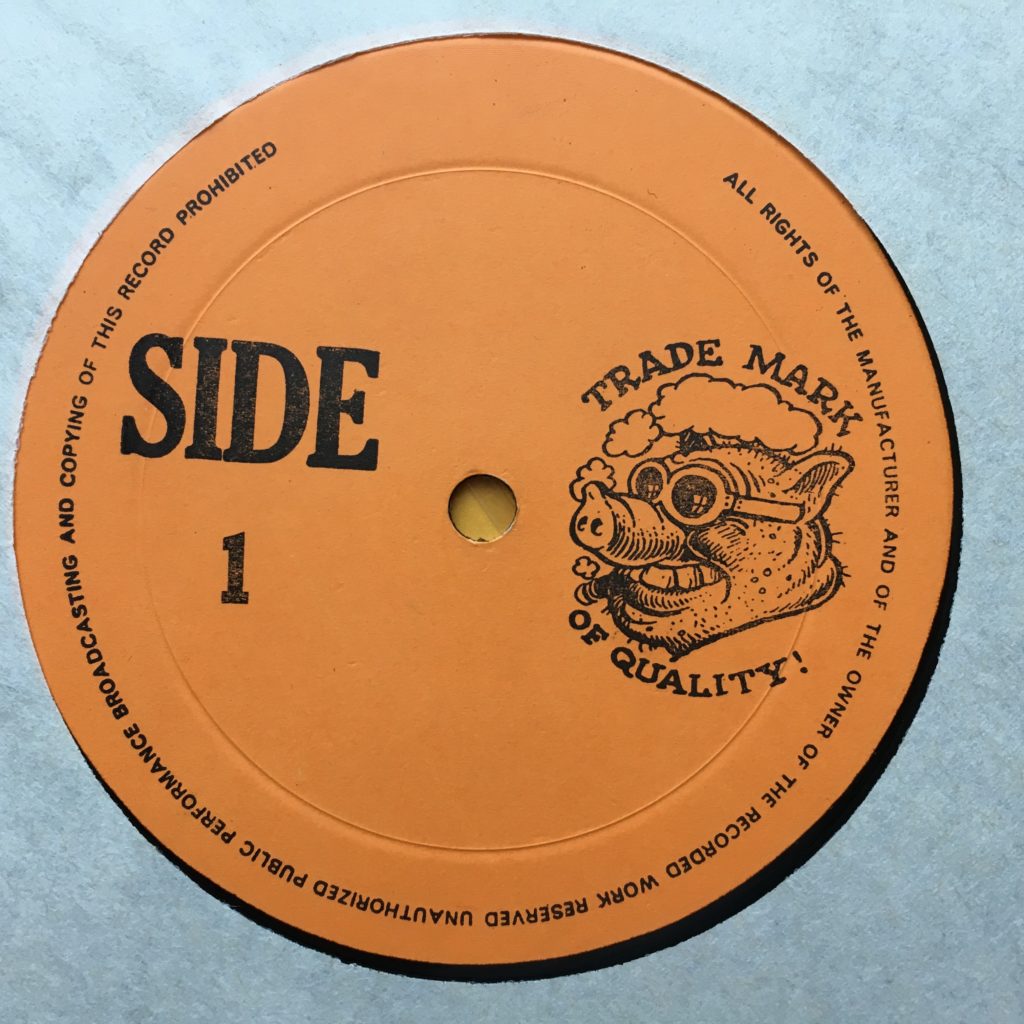 SIDE
1
TRADE MARK
OF QUALITY!
ALL RIGHTS OF THE MANUFACTURER AND OF THE OWNER OF THE RECORDED WORK RESERVED UNAUTHORIZED PUBLIC PERFORMANCE BROADCASTING AND COPYING OF THIS RECORD PROHIBITED